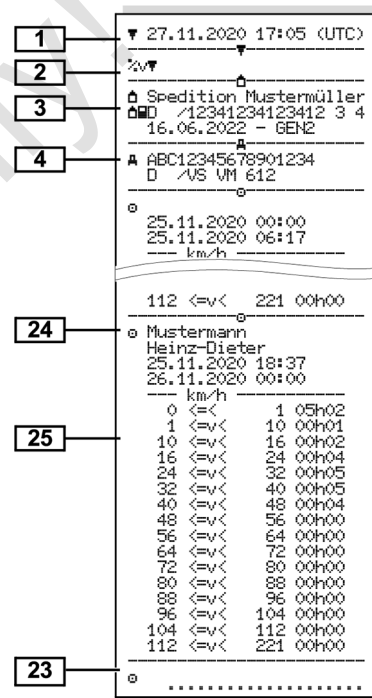 1
▼ 27.11.2020 17:05 (UTC)
2
%v▼
3
Spedition Mustermüller
D /12341234123412 3 4
16.06.2022 - GEN2
4
A ABC12345678901234
D /VS VM 612
25.11.2020 00:00
25.11.2020 06:17
--- km/h ---
112 <=v< 221 00h00
24
Mustermann
Heinz-Dieter
25.11.2020 18:37
26.11.2020 00:00
--- km/h ---
0 <=< 1 05h02
1 <=v< 10 00h01
25
10 <=v< 16 00h02
16 <=v< 24 00h04
24 <=v< 32 00h05
32 <=v< 40 00h05
40 <=v< 48 00h04
48 <=v< 56 00h00
56 <=v< 64 00h00
64 <=v< 72 00h00
72 <=v< 80 00h00
80 <=v< 88 00h00
88 <=v< 96 00h00
96 <=v< 104 00h00
104 <=v< 112 00h00
112 <=v< 221 00h00
23
....................